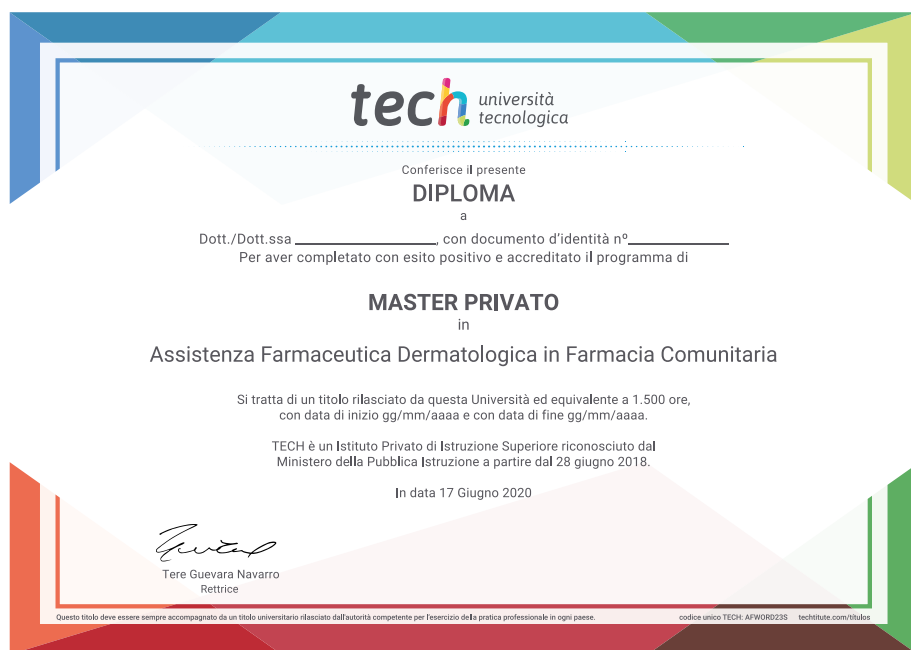 tech università
tecnologica
Conferisce il presente
DIPLOMA
a
Dott./Dott.ssa _________________, con documento d'identità nº____________
Per aver completato con esito positivo e accreditato il programma di
MASTER PRIVATO
in
Assistenza Farmaceutica Dermatologica in Farmacia Comunitaria
Si tratta di un titolo rilasciato da questa Università ed equivalente a 1.500 ore,
con data di inizio gg/mm/aaaa e con data di fine gg/mm/aaaa.
TECH è un Istituto Privato di Istruzione Superiore riconosciuto dal
Ministero della Pubblica Istruzione a partire dal 28 giugno 2018.
In data 17 Giugno 2020
Tere Guevara Navarro
Rettrice
Questo titolo deve essere sempre accompagnato da un titolo universitario rilasciato dall'autorità competente per l'esercizio della pratica professionale in ogni paese. codice unico TECH: AFWORD23S techtitute.com/titulos